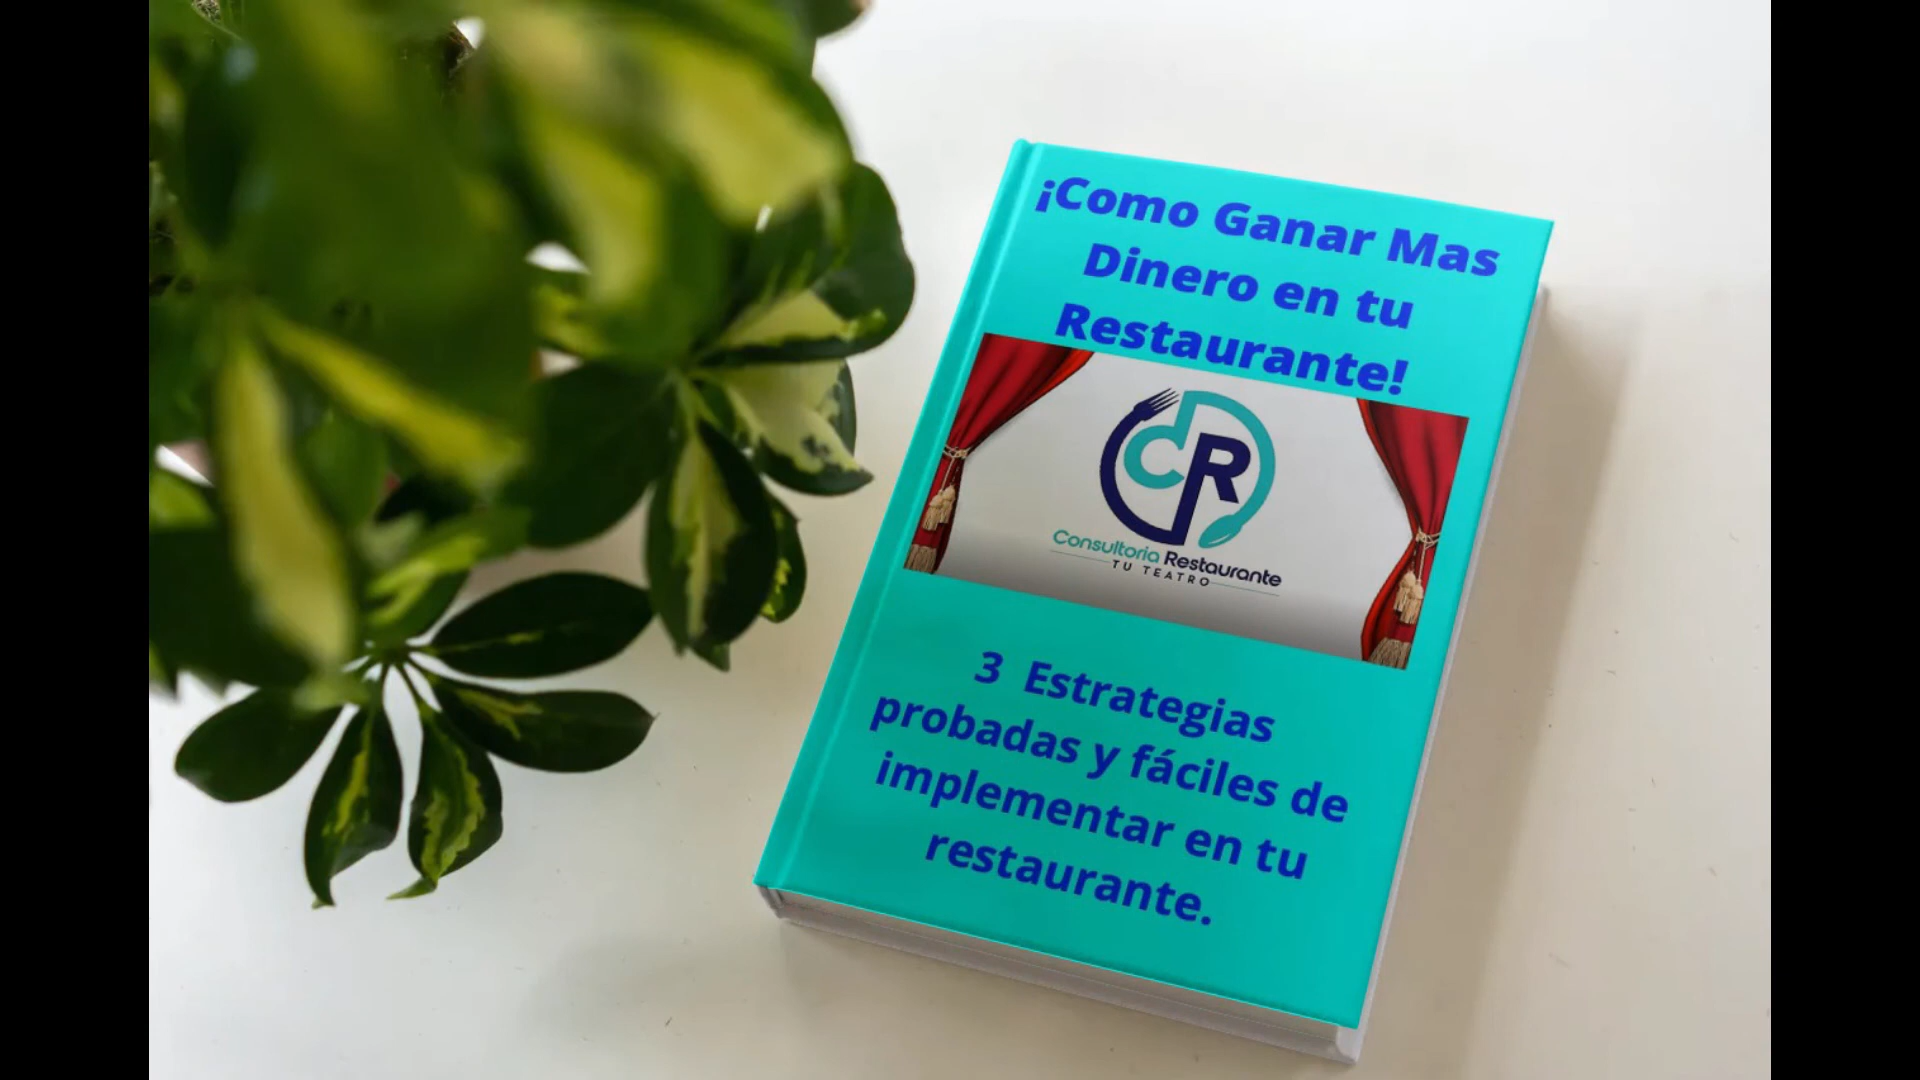 ¡Como Ganar Mas
Dinero en tu
Restaurante!
CR
Consultoria Restaurante
TU TEATRO
3 Estrategias
probadas y fáciles de
implementar en tu
restaurante.